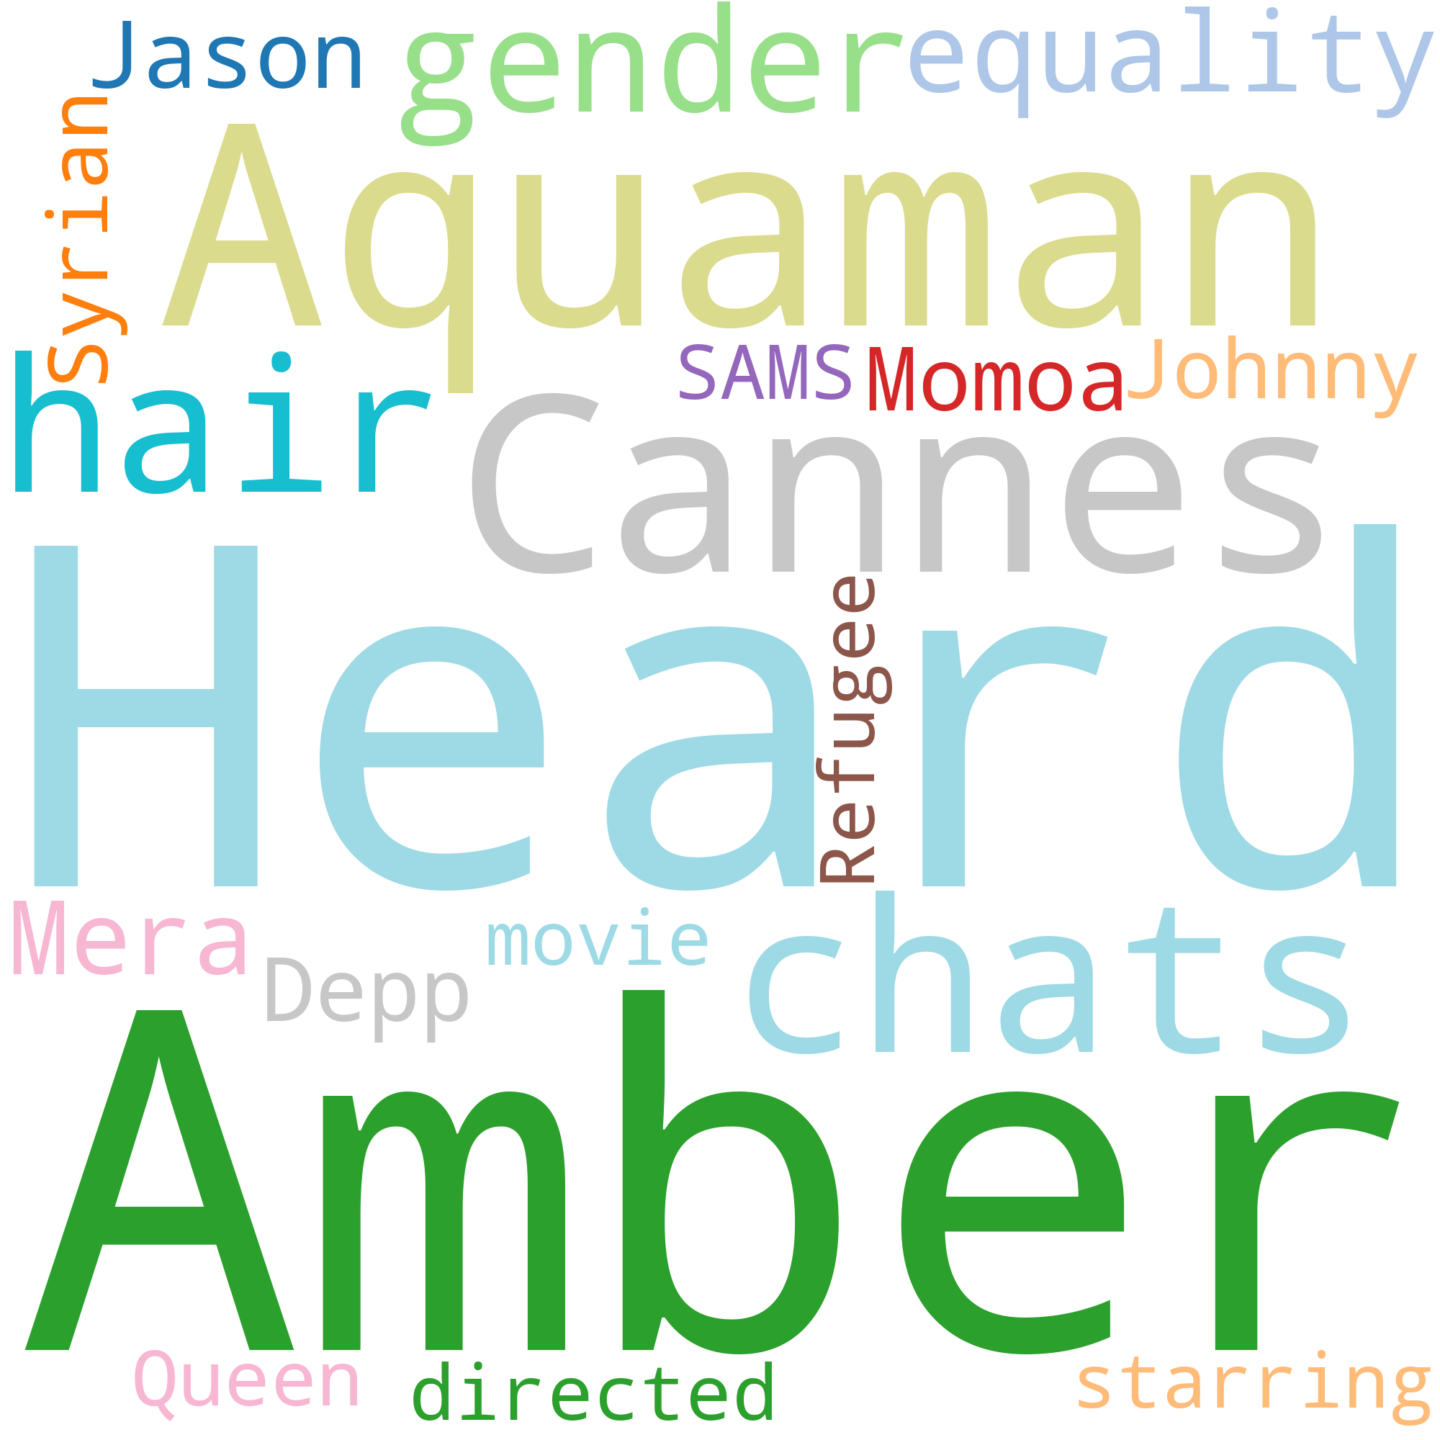 Jason gender equality
Syrian
Aquaman
hair SAMS Momoa Johnny
Cannes
Heard
Refugee
Mera Depp movie chats
Amber
Queen directed starring